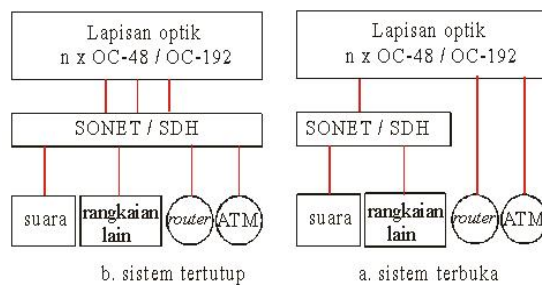 Lapisan optik
n x OC-48 / OC-192
SONET / SDH
suara
rangkaian
lain
router
ATM
b. sistem tertutup
Lapisan optik
n x OC-48 / OC-192
SONET / SDH
suara
rangkaian
lain
router
ATM
a. sistem terbuka